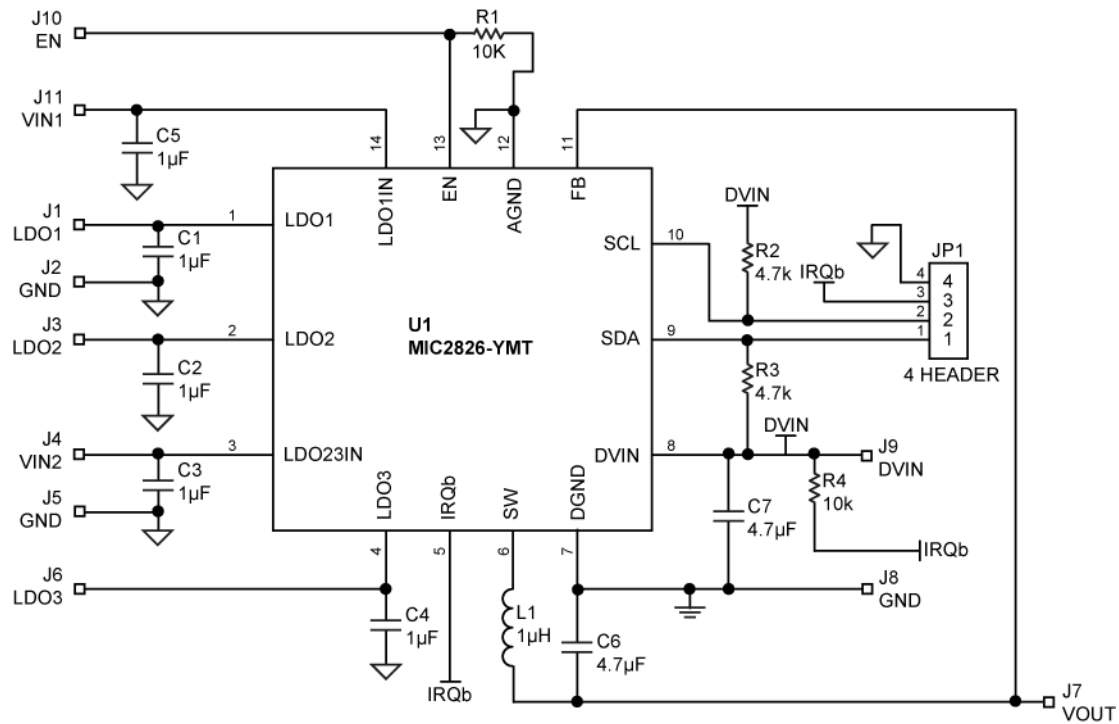 J10
EN
R1
10K
J11
VIN1
C5
1µF
14
13
12
11
LDO1IN
EN
AGND
FB
J1
LDO1
1
LDO1
C1
1µF
J2
GND
J3
LDO2
2
LDO2
C2
1µF
J4
VIN2
3
LDO23IN
C3
1µF
J5
GND
U1
MIC2826-YMT
SCL
10
SDA
9
DVIN
8
DVIN
R2
4.7k
IRQb
JP1
4
4
3
3
2
2
1
1
4 HEADER
R3
4.7k
DVIN
J9
DVIN
R4
10k
C7
4.7µF
IRQb
LDO3
IRQb
SW
DGND
4
5
6
7
J6
LDO3
C4
1µF
IRQb
L1
1µH
C6
4.7µF
J8
GND
J7
VOUT